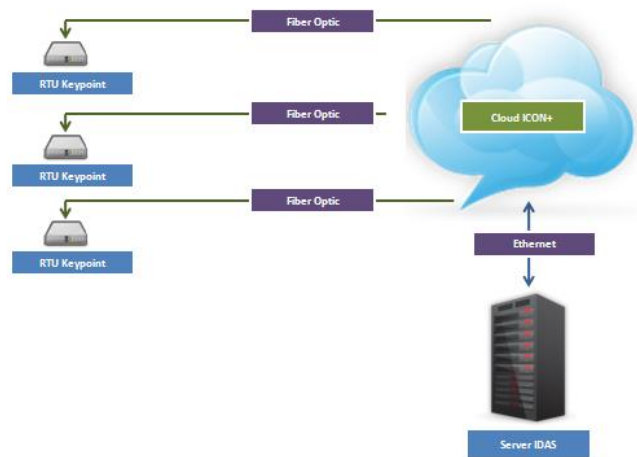 Fiber Optic
RTU Keypoint
Cloud ICON+
Fiber Optic
RTU Keypoint
Fiber Optic
RTU Keypoint
Ethernet
Server IDAS